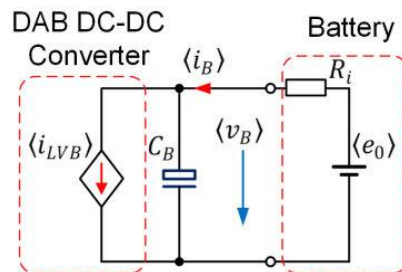 DAB DC-DC
Converter
Battery
⟨i_B⟩
R_i
⟨i_LVB⟩
C_B
⟨v_B⟩
⟨e_0⟩